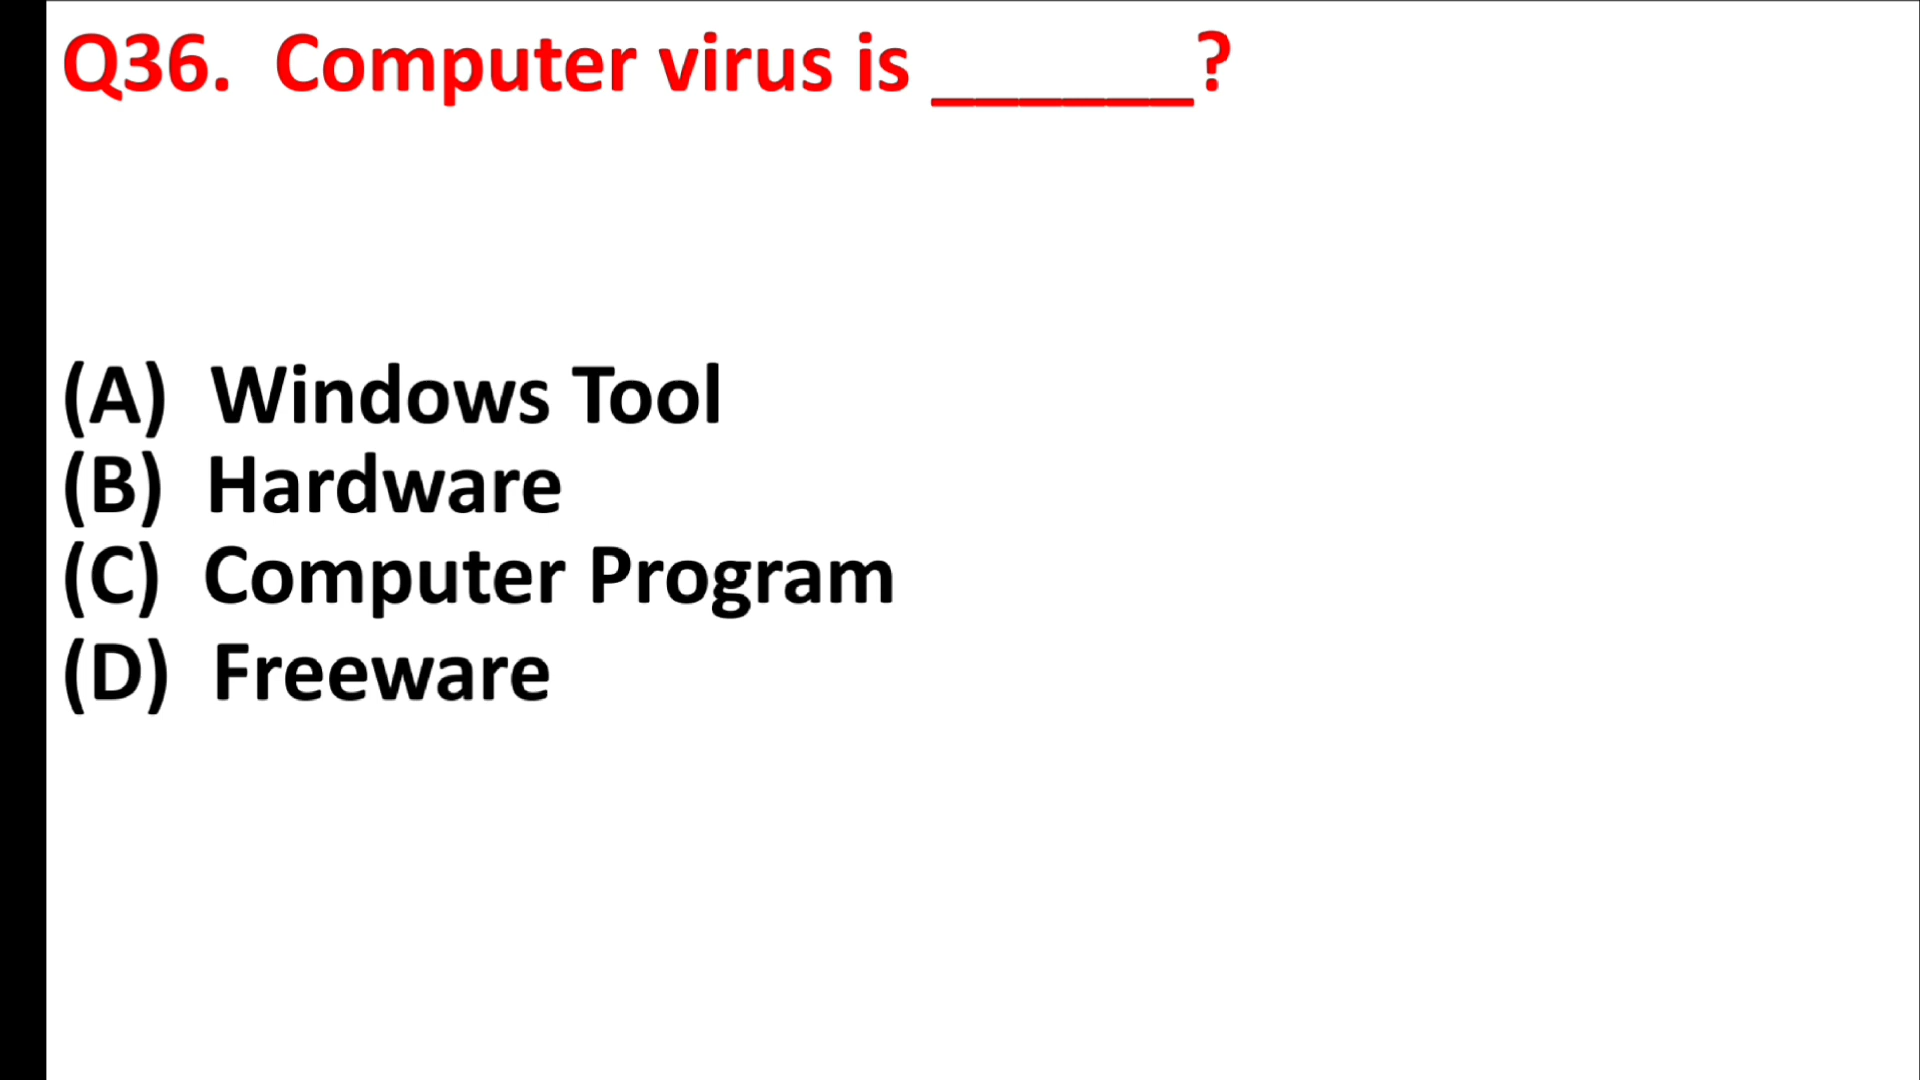 Q36. Computer virus is ______?
(A) Windows Tool
(B) Hardware
(C) Computer Program
(D) Freeware